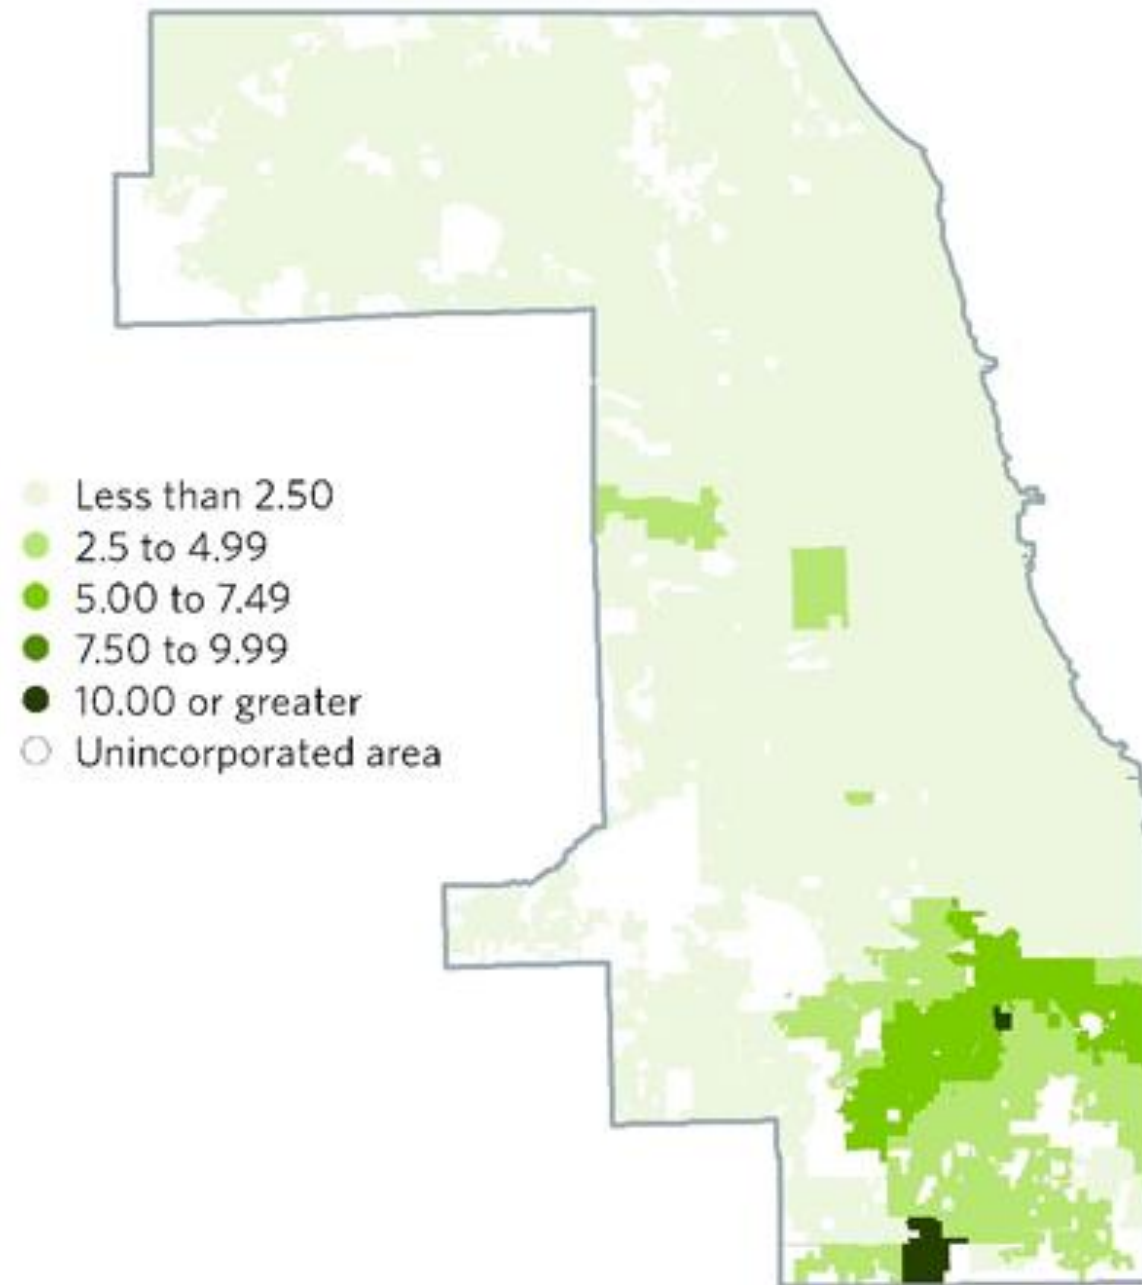 Less than 2.50
2.5 to 4.99
5.00 to 7.49
7.50 to 9.99
10.00 or greater
Unincorporated area